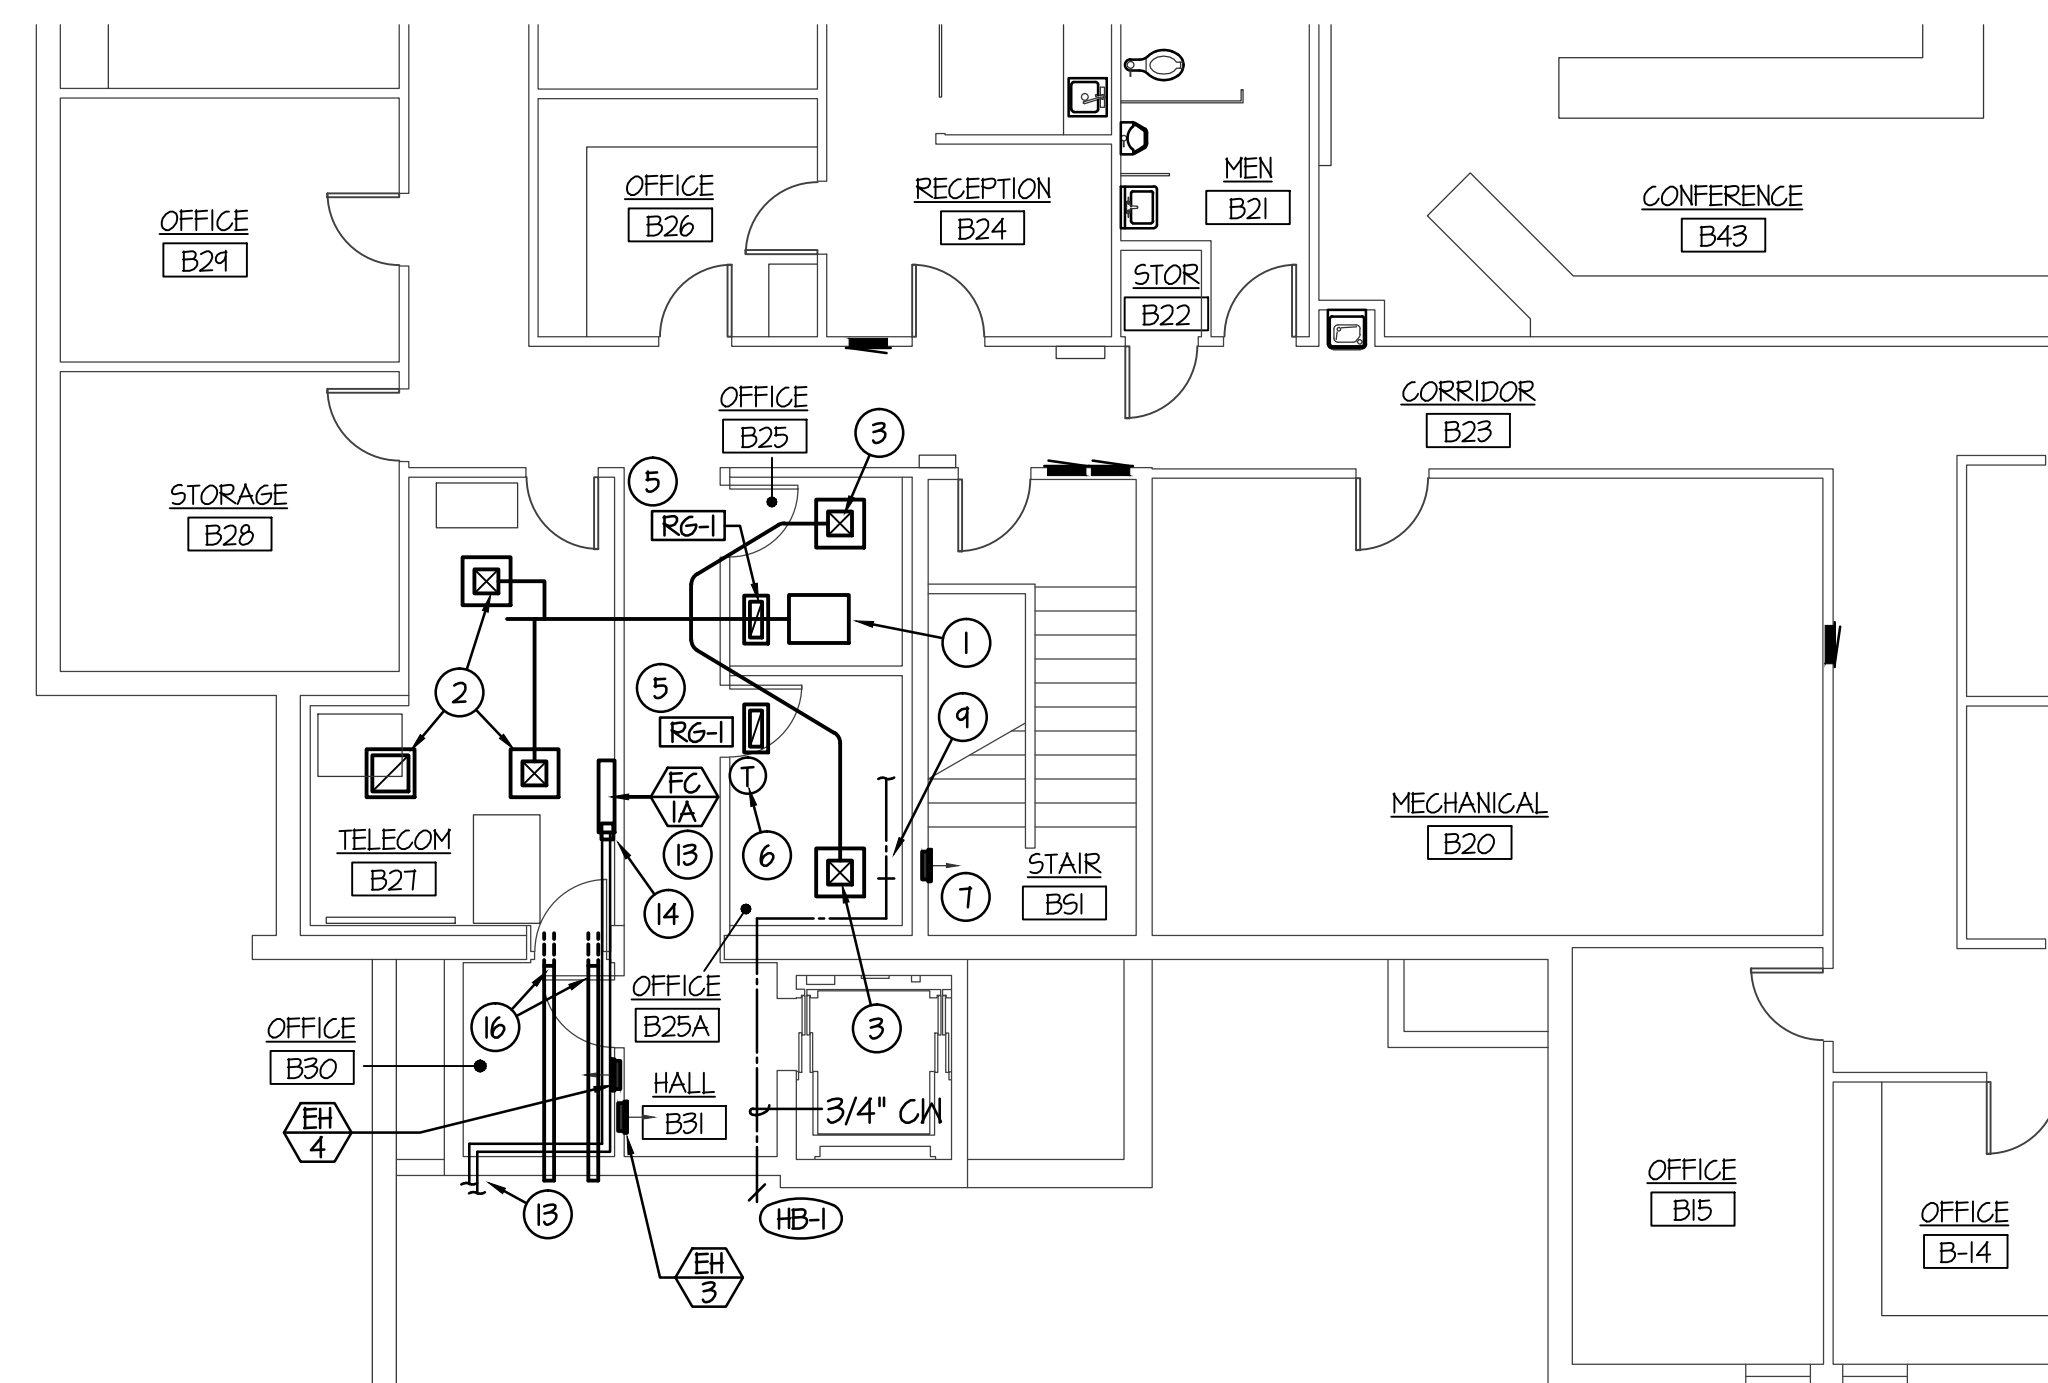 MEN
B21
OFFICE
B26
RECEPTION
B24
CONFERENCE
B43
OFFICE
B29
STOR
B22
OFFICE
B25
3
CORRIDOR
B23
5
STORAGE
B28
RG-1
1
5
2
9
RG-1
T
FC
1A
MECHANICAL
B20
TELECOM
B27
13
6
STAIR
BS1
7
14
OFFICE
B25A
16
3
OFFICE
B30
HALL
B31
3/4" CW
EH
4
OFFICE
B15
13
HB-1
OFFICE
B-14
EH
3